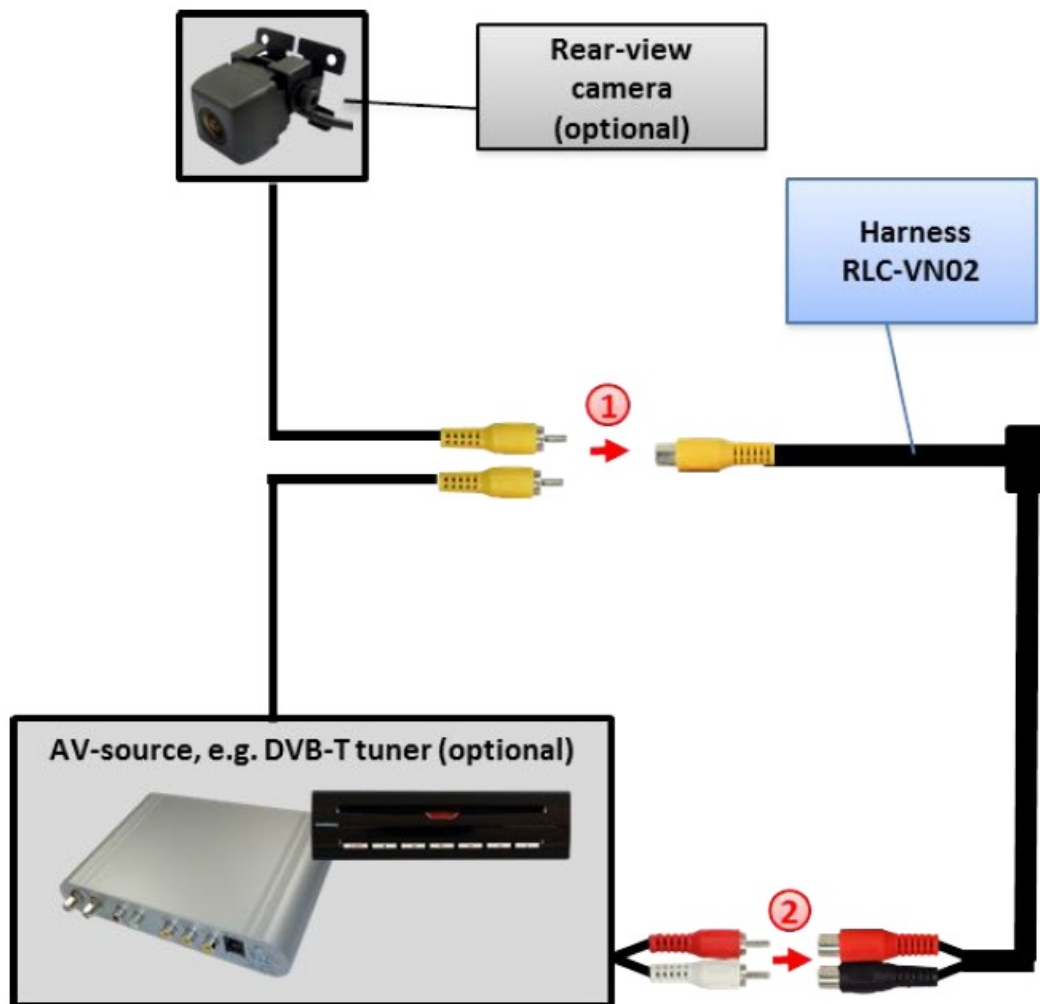 Rear-view
camera
(optional)
Harness
RLC-VN02
1
AV-source, e.g. DVB-T tuner (optional)
2